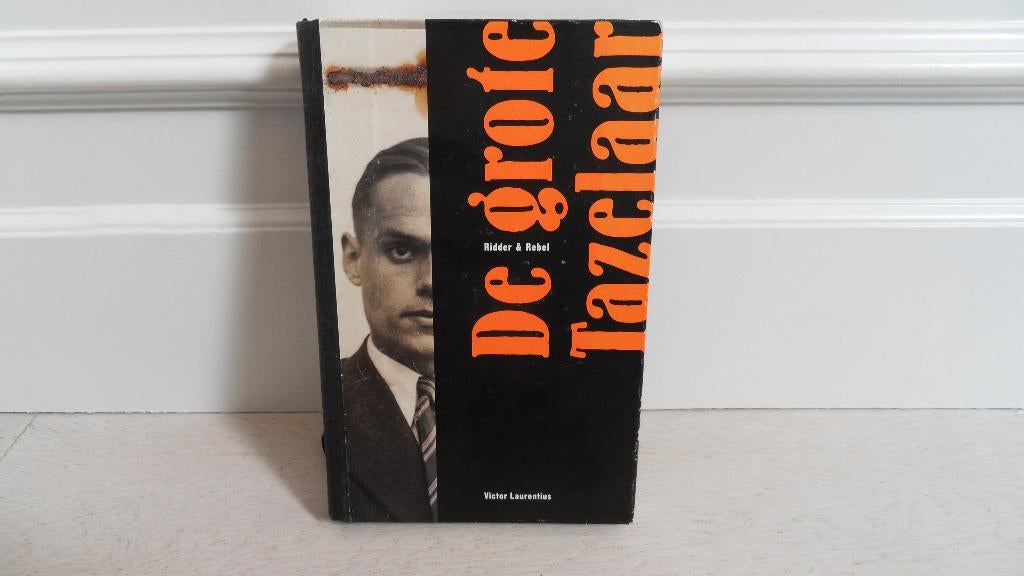 De grote
Tazelaar
Ridder & Rebel
Victor Laurentius